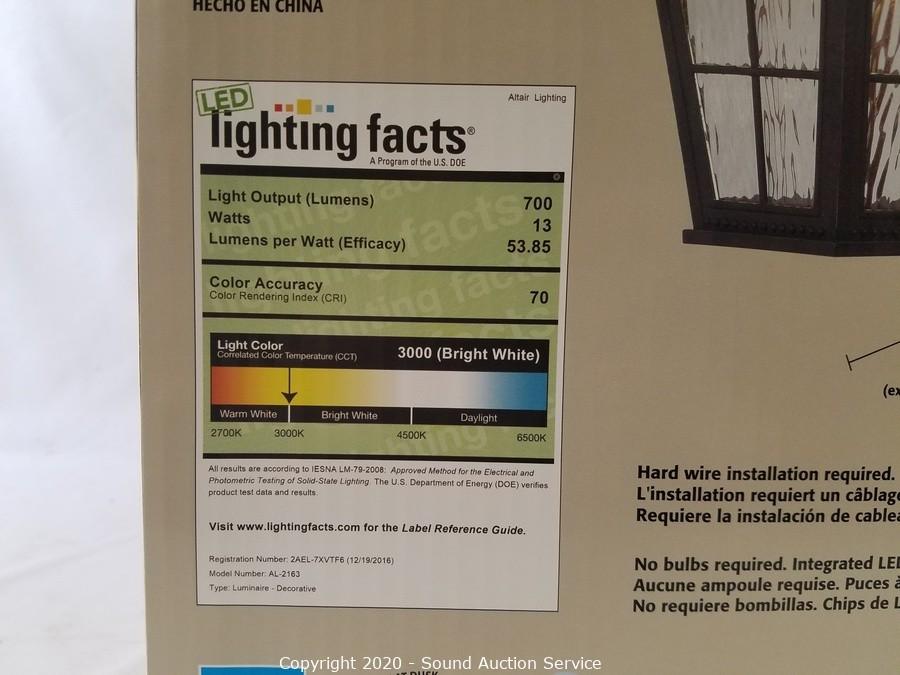 HECHO EN CHINA
LED
Altair Lighting
lighting facts®
A Program of the U.S. DOE
Light Output (Lumens) 700
Watts 13
Lumens per Watt (Efficacy) 53.85
Color Accuracy
Color Rendering Index (CRI) 70
Light Color
Correlated Color Temperature (CCT) 3000 (Bright White)
Warm White Bright White Daylight
2700K 3000K 4500K 6500K
All results are according to IESNA LM-79-2008: Approved Method for the Electrical and
Photometric Testing of Solid-State Lighting. The U.S. Department of Energy (DOE) verifies
product test data and results.
Visit www.lightingfacts.com for the Label Reference Guide.
Registration Number: 2AEL-7XVTF6 (12/19/2016)
Model Number: AL-2163
Type: Luminaire - Decorative
(ex
Hard wire installation required.
L'installation requiert un câblag
Requiere la instalación de cablea
No bulbs required. Integrated LE
Aucune ampoule requise. Puces à
No requiere bombillas. Chips de L
Copyright 2020 - Sound Auction Service